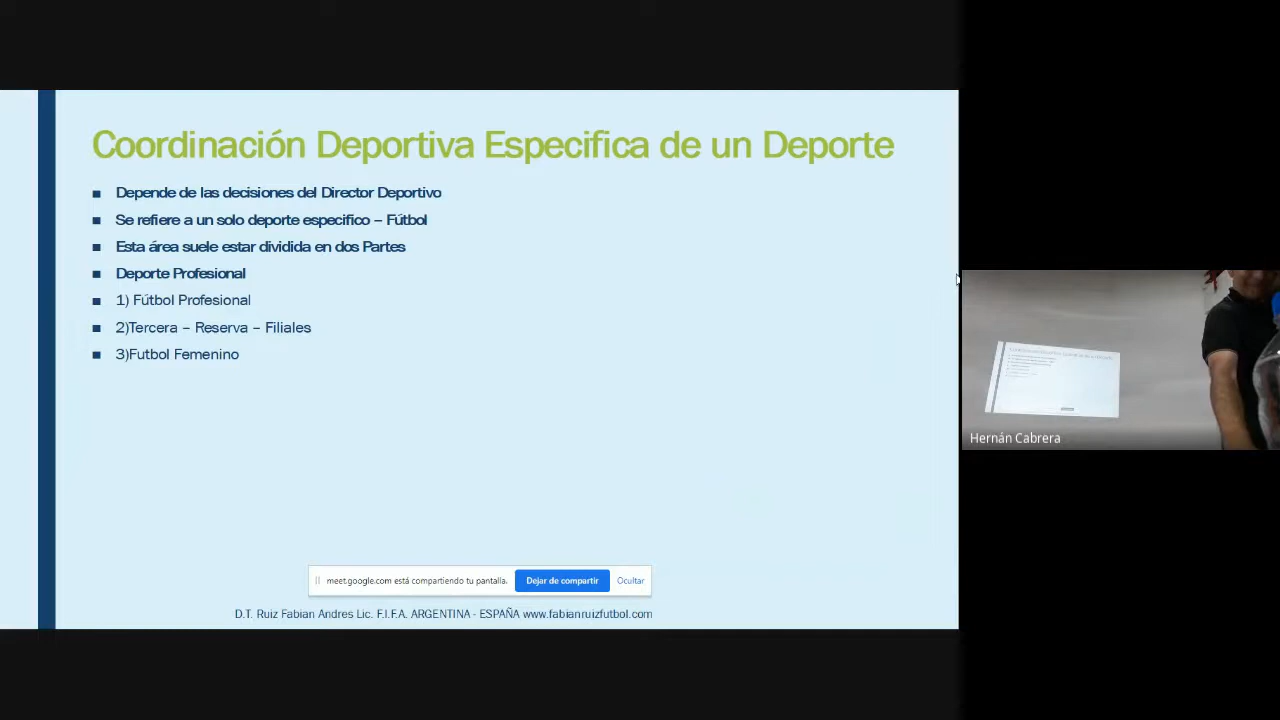 Coordinación Deportiva Especifica de un Deporte
■ Depende de las decisiones del Director Deportivo
■ Se refiere a un solo deporte especifico – Fútbol
■ Esta área suele estar dividida en dos Partes
■ Deporte Profesional
■ 1) Fútbol Profesional
■ 2)Tercera – Reserva – Filiales
■ 3)Futbol Femenino
Hernán Cabrera
meet.google.com está compartiendo tu pantalla. Dejar de compartir Ocultar
D.T. Ruiz Fabian Andres Lic. F.I.F.A. ARGENTINA - ESPAÑA www.fabianruizfutbol.com